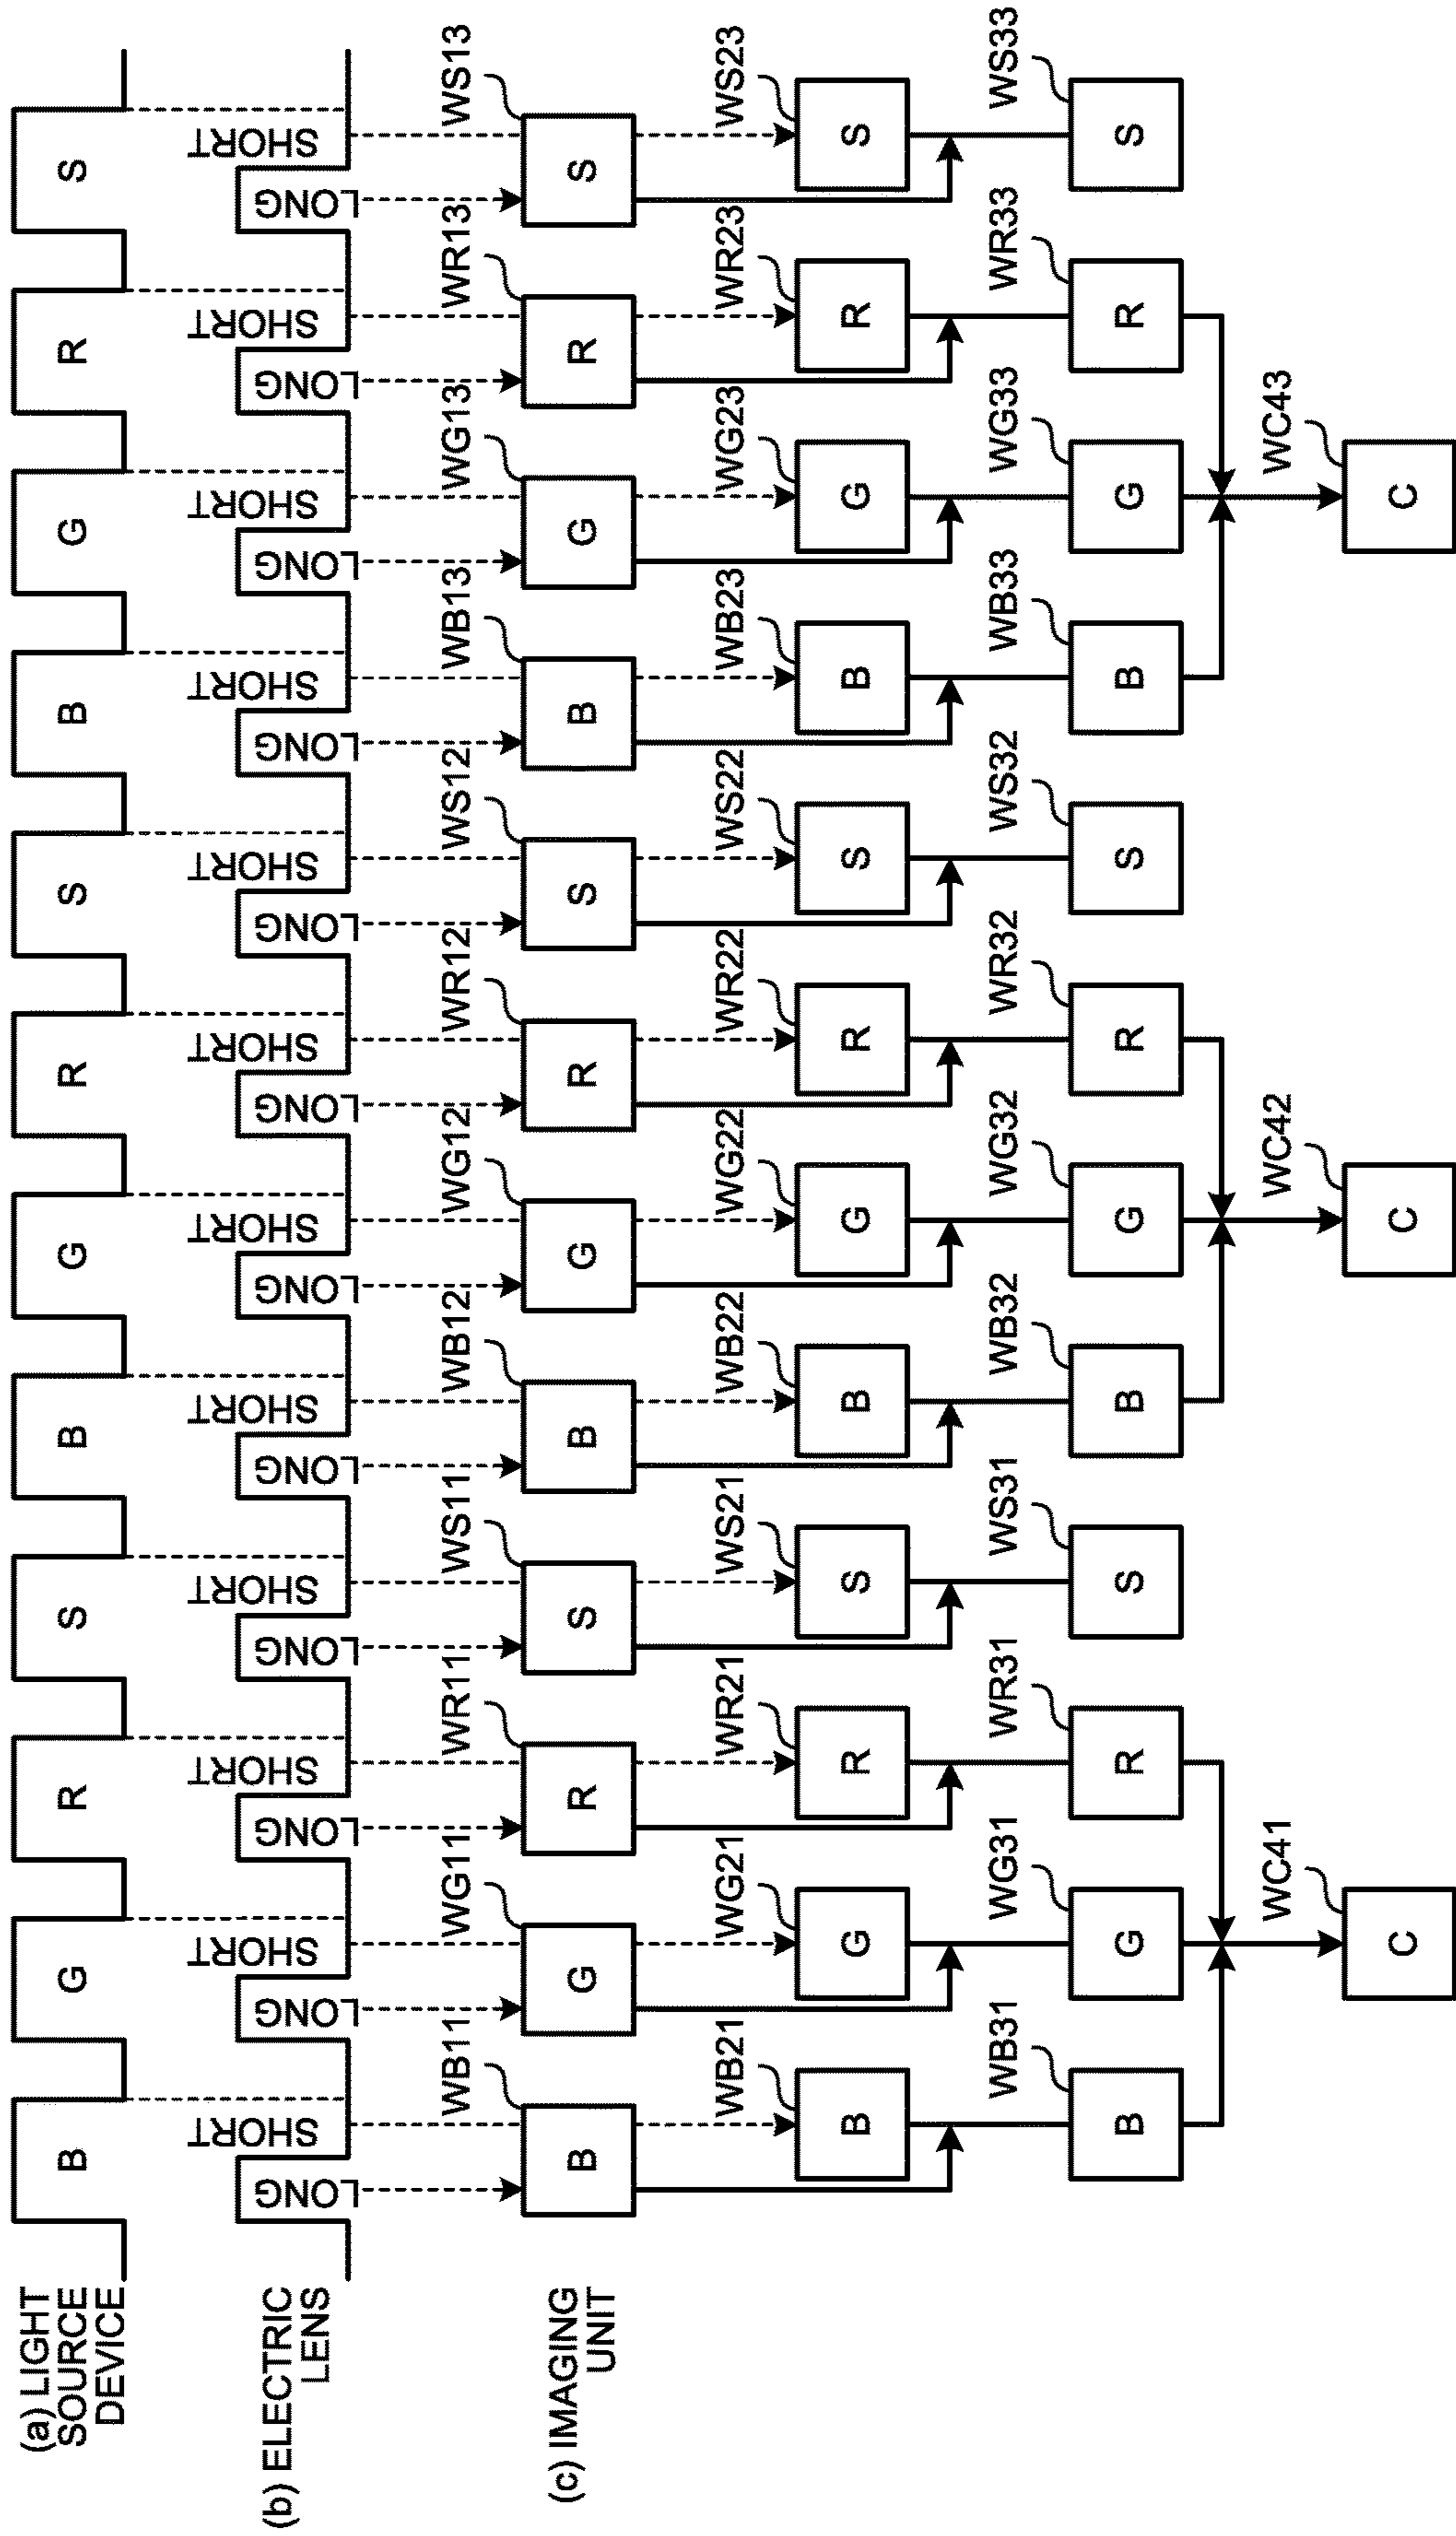 (a) LIGHT
SOURCE
DEVICE
B G R S B G R S B G R S
(b) ELECTRIC
LENS
LONG SHORT LONG SHORT LONG SHORT LONG SHORT LONG SHORT LONG SHORT LONG SHORT LONG SHORT LONG SHORT LONG SHORT LONG SHORT LONG SHORT
WB11 WG11 WR11 WS11 WB12 WG12 WR12 WS12 WB13 WG13 WR13 WS13
(c) IMAGING
UNIT
B G R S B G R S B G R S
WB21 WG21 WR21 WS21 WB22 WG22 WR22 WS22 WB23 WG23 WR23 WS23
B G R S B G R S B G R S
WB31 WG31 WR31 WS31 WB32 WG32 WR32 WS32 WB33 WG33 WR33 WS33
B G R S B G R S B G R S
WC41 WC42 WC43
C C C